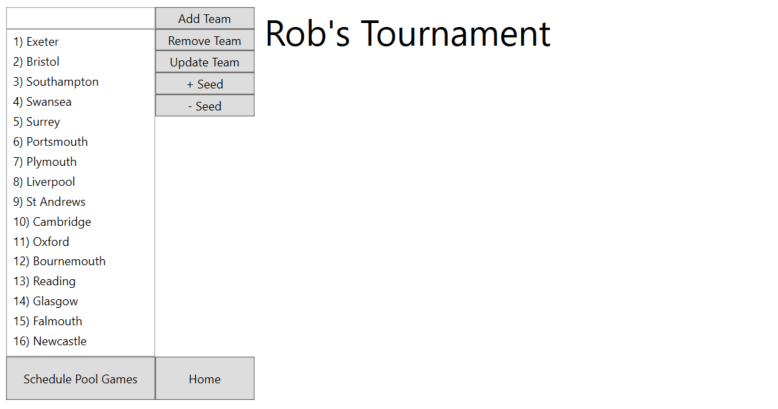 Add Team
Rob's Tournament
1) Exeter
Remove Team
2) Bristol
Update Team
3) Southampton
+ Seed
4) Swansea
- Seed
5) Surrey
6) Portsmouth
7) Plymouth
8) Liverpool
9) St Andrews
10) Cambridge
11) Oxford
12) Bournemouth
13) Reading
14) Glasgow
15) Falmouth
16) Newcastle
Schedule Pool Games
Home